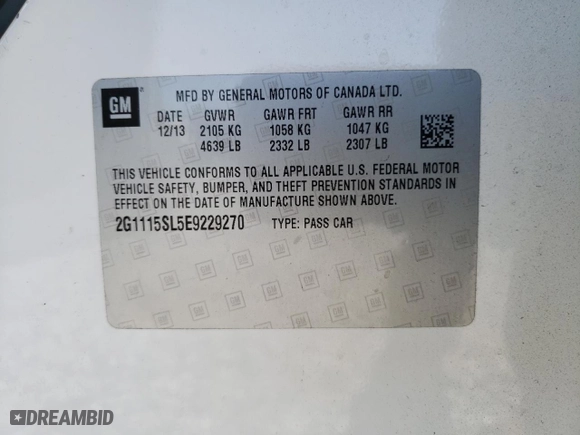 GM
MFD BY GENERAL MOTORS OF CANADA LTD.
DATE GVWR GAWR FRT GAWR RR
12/13 2105 KG 1058 KG 1047 KG
4639 LB 2332 LB 2307 LB
THIS VEHICLE CONFORMS TO ALL APPLICABLE U.S. FEDERAL MOTOR
VEHICLE SAFETY, BUMPER, AND THEFT PREVENTION STANDARDS IN
EFFECT ON THE DATE OF MANUFACTURE SHOWN ABOVE.
2G1115SL5E9229270 TYPE: PASS CAR
DREAMBID